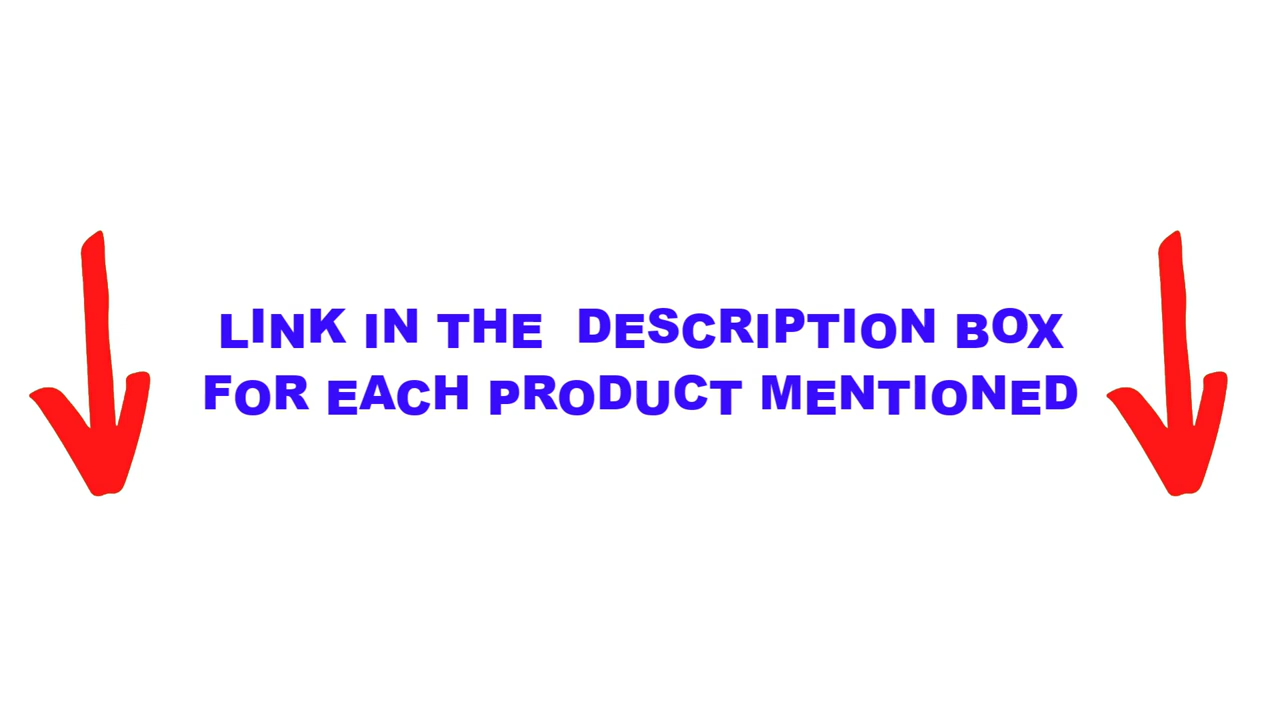 LINK IN THE  DESCRIPTION BOX
FOR EACH PRODUCT MENTIONED